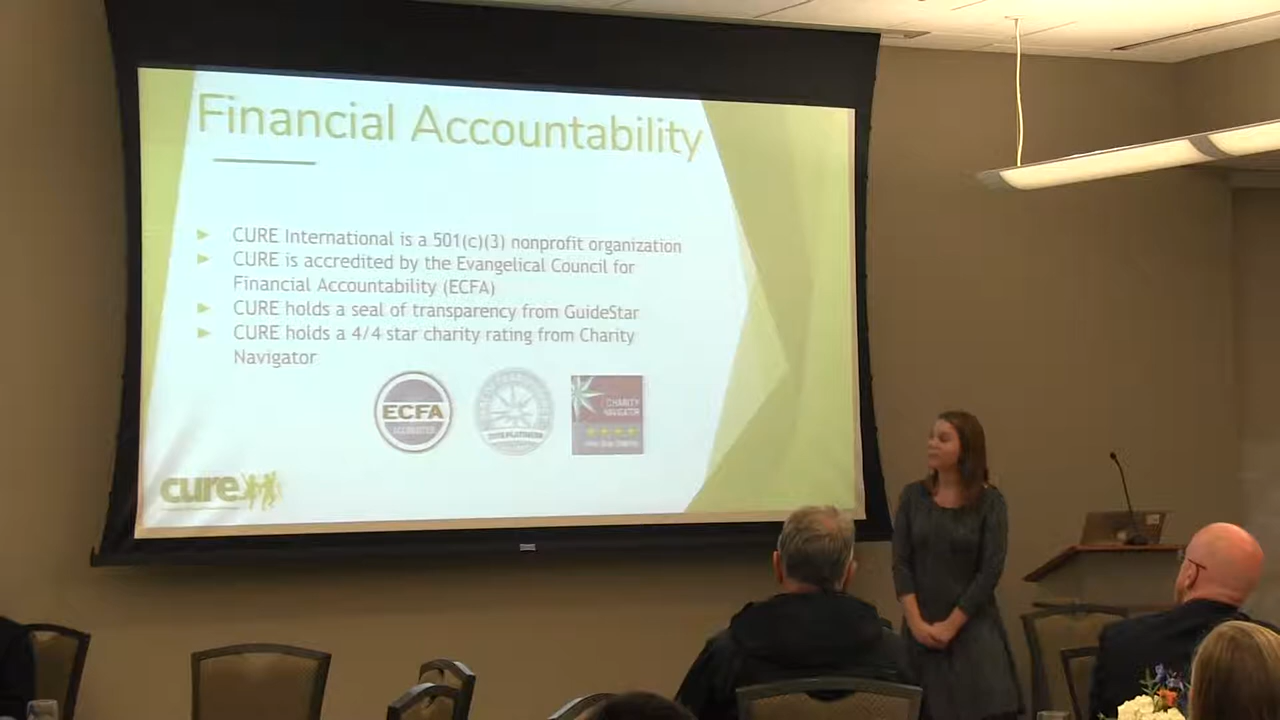 Financial Accountability
CURE International is a 501(c)(3) nonprofit organization
CURE is accredited by the Evangelical Council for
Financial Accountability (ECFA)
CURE holds a seal of transparency from GuideStar
CURE holds a 4/4 star charity rating from Charity
Navigator
ECFA
ACCREDITED
CHARITY
NAVIGATOR
cure